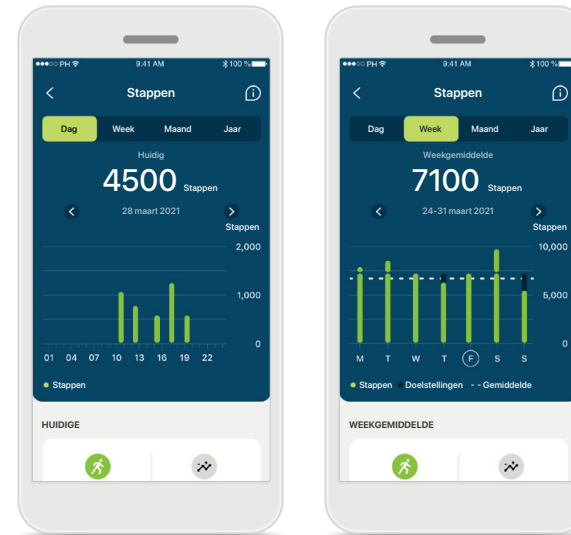 PH 9:41 AM 100 %
Stappen
Dag Week Maand Jaar
Huidig
4500 Stappen
28 maart 2021
Stappen
2,000
1,000
0
01 04 07 10 13 16 19 22
Stappen
HUIDIGE
PH 9:41 AM 100 %
Stappen
Dag Week Maand Jaar
Weekgemiddelde
7100 Stappen
24-31 maart 2021
Stappen
10,000
5,000
0
M T W T F S S
Stappen Doelstellingen - - Gemiddelde
WEEKGEMIDDELDE